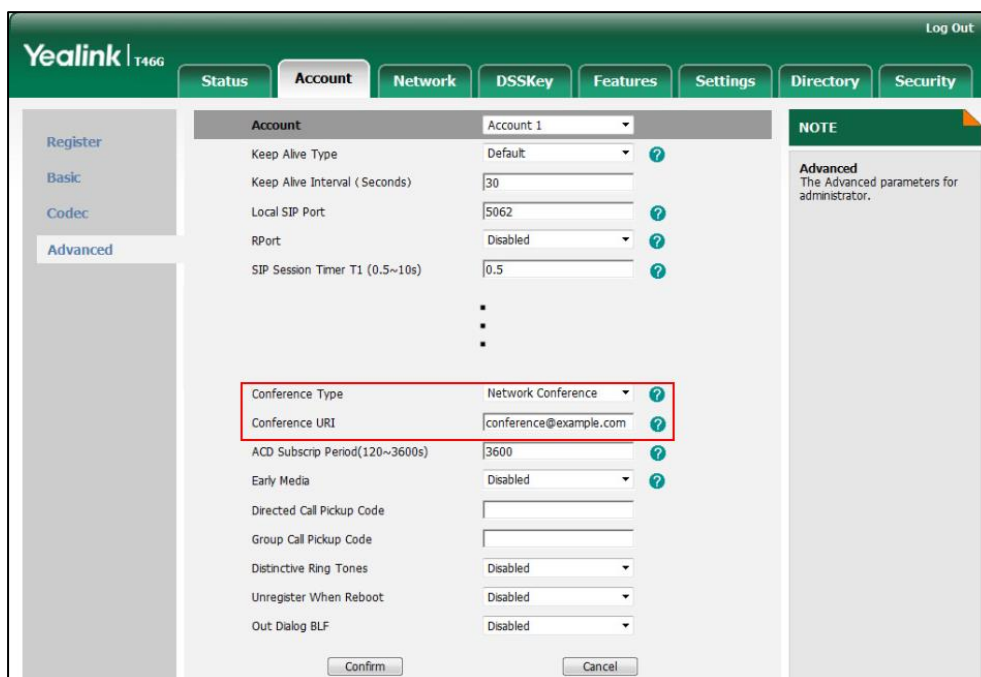 Log Out
Yealink T46G
Status Account Network DSSKey Features Settings Directory Security
Register
Basic
Codec
Advanced
Account Account 1
Keep Alive Type Default ?
Keep Alive Interval (Seconds) 30
Local SIP Port 5062 ?
RPort Disabled ?
SIP Session Timer T1 (0.5~10s) 0.5 ?
Conference Type Network Conference ?
Conference URI conference@example.com ?
ACD Subscrip Period(120~3600s) 3600 ?
Early Media Disabled ?
Directed Call Pickup Code
Group Call Pickup Code
Distinctive Ring Tones Disabled
Unregister When Reboot Disabled
Out Dialog BLF Disabled
Confirm Cancel
NOTE
Advanced
The Advanced parameters for
administrator.